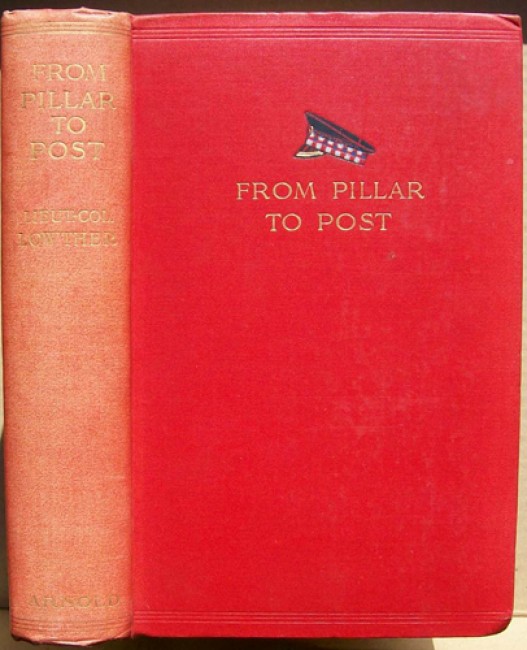 FROM
PILLAR
TO
POST
LIEUT-COL.
LOWTHER
ARNOLD
FROM PILLAR
TO POST